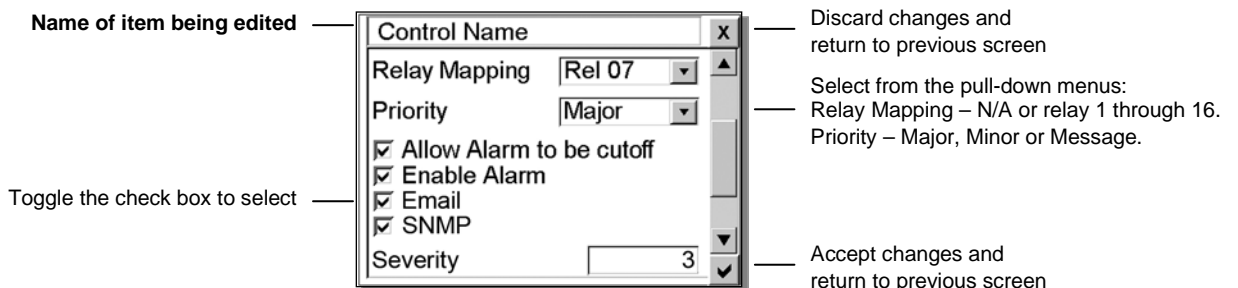 Name of item being edited
Control Name
X
Discard changes and
return to previous screen
Relay Mapping Rel 07
Priority Major
Select from the pull-down menus:
Relay Mapping – N/A or relay 1 through 16.
Priority – Major, Minor or Message.
Allow Alarm to be cutoff
Enable Alarm
Email
SNMP
Toggle the check box to select
Severity 3
Accept changes and
return to previous screen